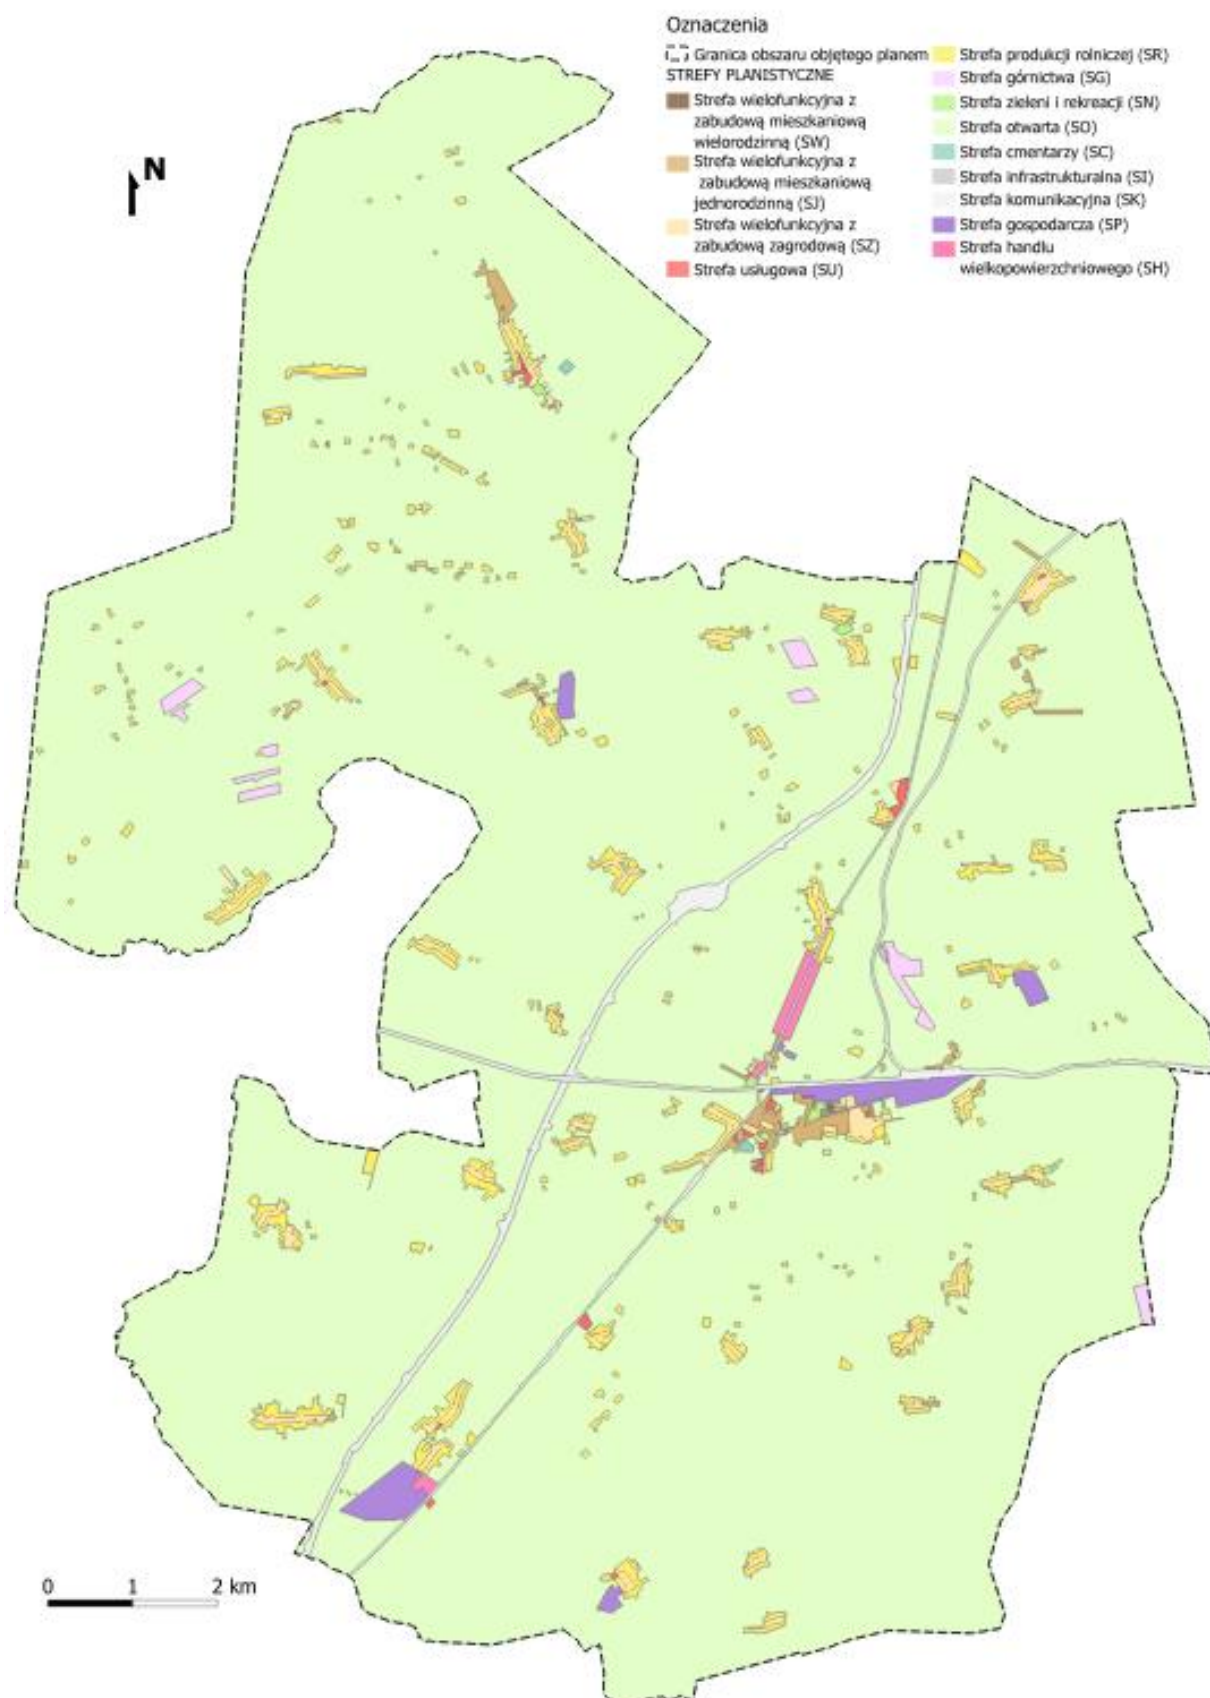 Oznaczenia
Granica obszaru objętego planem
STREFY PLANISTYCZNE
Strefa wielofunkcyjna z
zabudową mieszkaniową
wielorodzinną (SW)
Strefa wielofunkcyjna z
zabudową mieszkaniową
jednorodzinną (SJ)
Strefa wielofunkcyjna z
zabudową zagrodową (SZ)
Strefa usługowa (SU)
Strefa produkcji rolniczej (SR)
Strefa górnictwa (SG)
Strefa zieleni i rekreacji (SN)
Strefa otwarta (SO)
Strefa cmentarzy (SC)
Strefa infrastrukturalna (SI)
Strefa komunikacyjna (SK)
Strefa gospodarcza (SP)
Strefa handlu
wielkopowierzchniowego (SH)
N
0 1 2 km